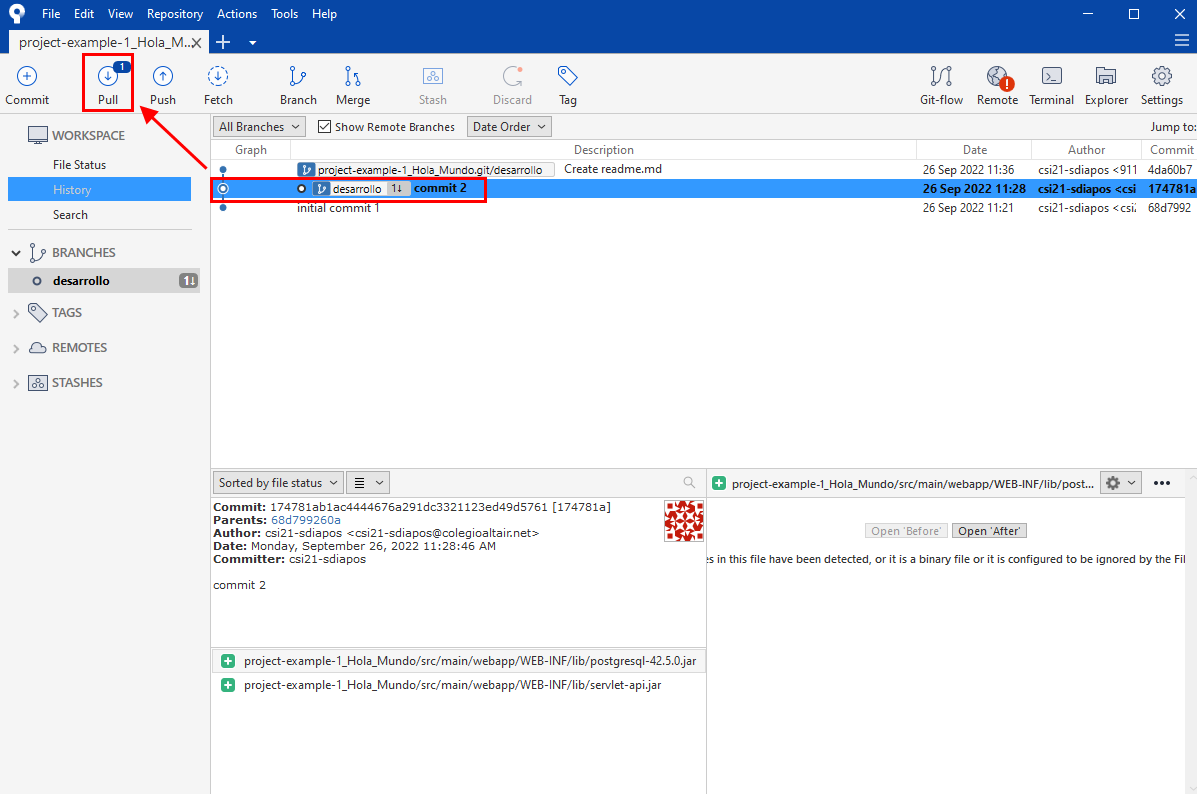 File Edit View Repository Actions Tools Help
project-example-1_Hola_M...
1
Commit Pull Push Fetch Branch Merge Stash Discard Tag Git-flow Remote Terminal Explorer Settings
WORKSPACE
File Status
History
Search
BRANCHES
desarrollo 1↓
TAGS
REMOTES
STASHES
All Branches Show Remote Branches Date Order Jump to:
Graph Description Date Author Commit
project-example-1_Hola_Mundo.git/desarrollo Create readme.md 26 Sep 2022 11:36 csi21-sdiapos <911 4da60b7
desarrollo 1↓ commit 2 26 Sep 2022 11:28 csi21-sdiapos <csi 174781a
initial commit 1 26 Sep 2022 11:21 csi21-sdiapos <csi2 68d7992
Sorted by file status
Commit: 174781ab1ac4444676a291dc3321123ed49d5761 [174781a]
Parents: 68d799260a
Author: csi21-sdiapos <csi21-sdiapos@colegioaltair.net>
Date: Monday, September 26, 2022 11:28:46 AM
Committer: csi21-sdiapos
commit 2
project-example-1_Hola_Mundo/src/main/webapp/WEB-INF/lib/postgresql-42.5.0.jar
project-example-1_Hola_Mundo/src/main/webapp/WEB-INF/lib/servlet-api.jar
project-example-1_Hola_Mundo/src/main/webapp/WEB-INF/lib/post...
Open 'Before' Open 'After'
es in this file have been detected, or it is a binary file or it is configured to be ignored by the Fil